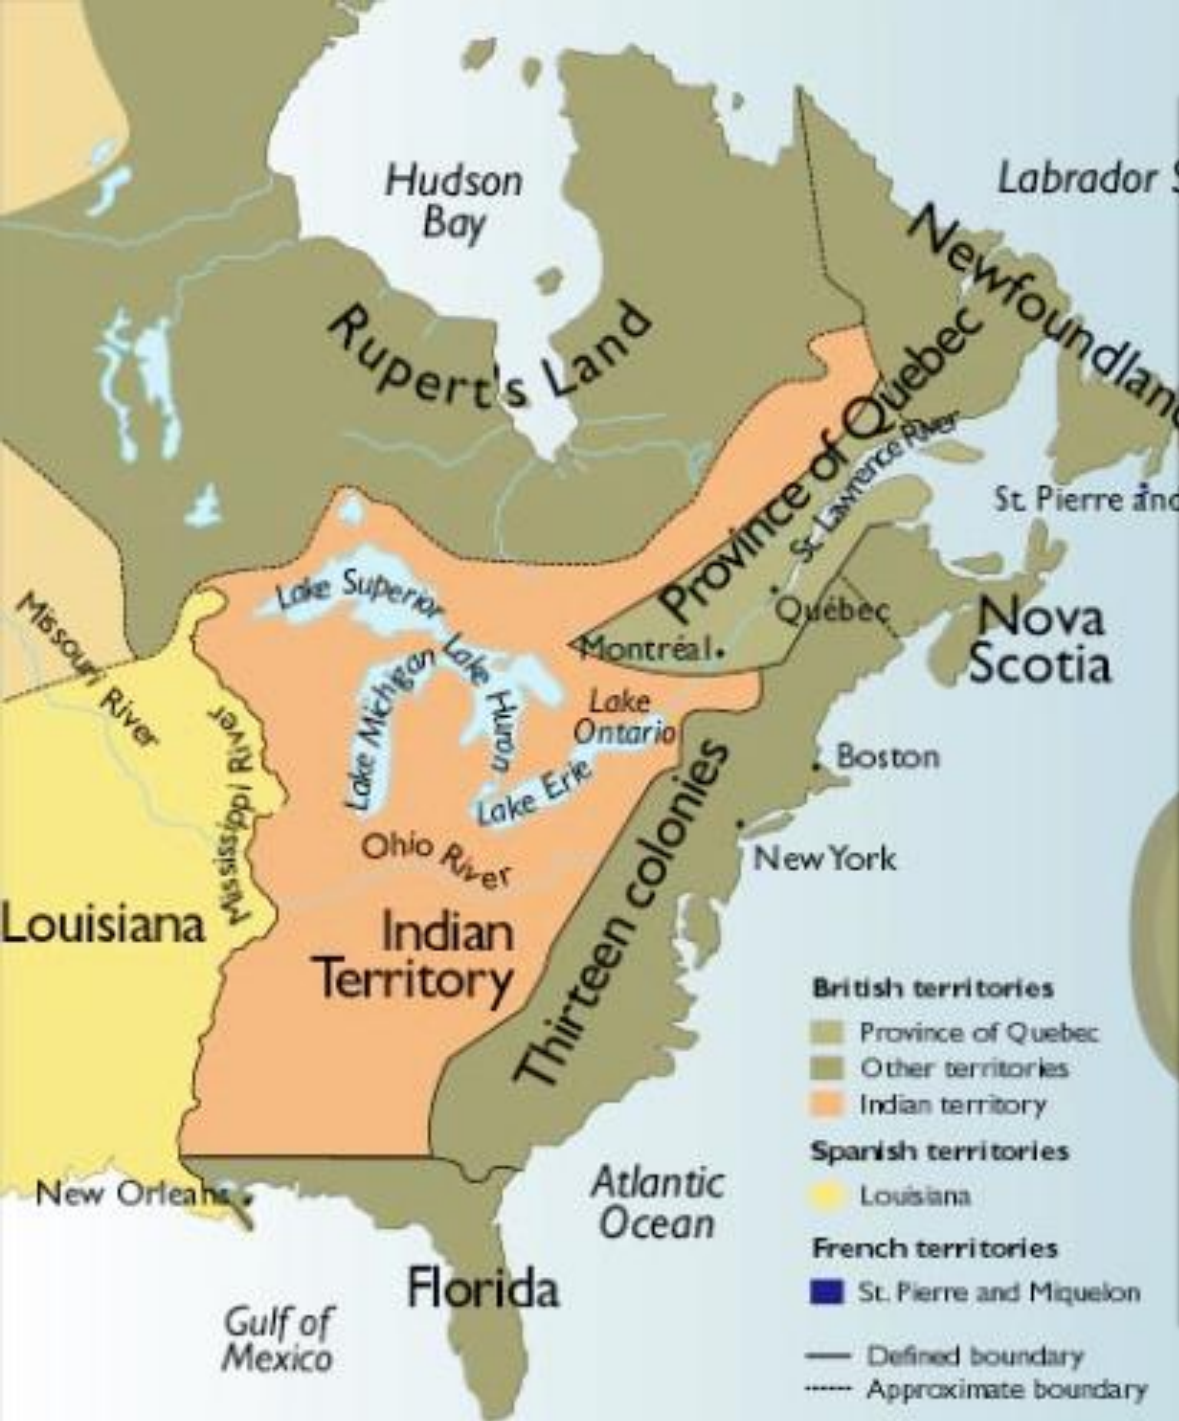 Hudson
Bay
Labrador S
Newfoundland
Rupert's Land
Province of Quebec
St. Lawrence River
St. Pierre and
Lake Superior
Québec
Nova
Scotia
Missouri River
Montréal
Lake Michigan
Lake Huron
Lake
Ontario
Mississippi River
Boston
Lake Erie
Thirteen colonies
Ohio River
New York
Louisiana
Indian
Territory
British territories
Province of Quebec
Other territories
Indian territory
Spanish territories
Louisiana
New Orleans
Atlantic
Ocean
French territories
St. Pierre and Miquelon
Florida
Gulf of
Mexico
Defined boundary
Approximate boundary